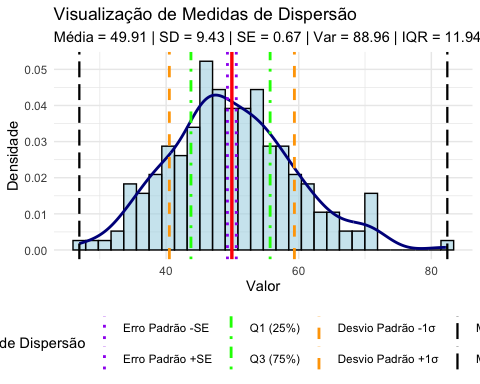 Visualização de Medidas de Dispersão
Média = 49.91 | SD = 9.43 | SE = 0.67 | Var = 88.96 | IQR = 11.94
0.05
0.04
0.03
0.02
0.01
0.00
Densidade
40 60 80
Valor
de Dispersão
Erro Padrão -SE Q1 (25%) Desvio Padrão -1σ M
Erro Padrão +SE Q3 (75%) Desvio Padrão +1σ M